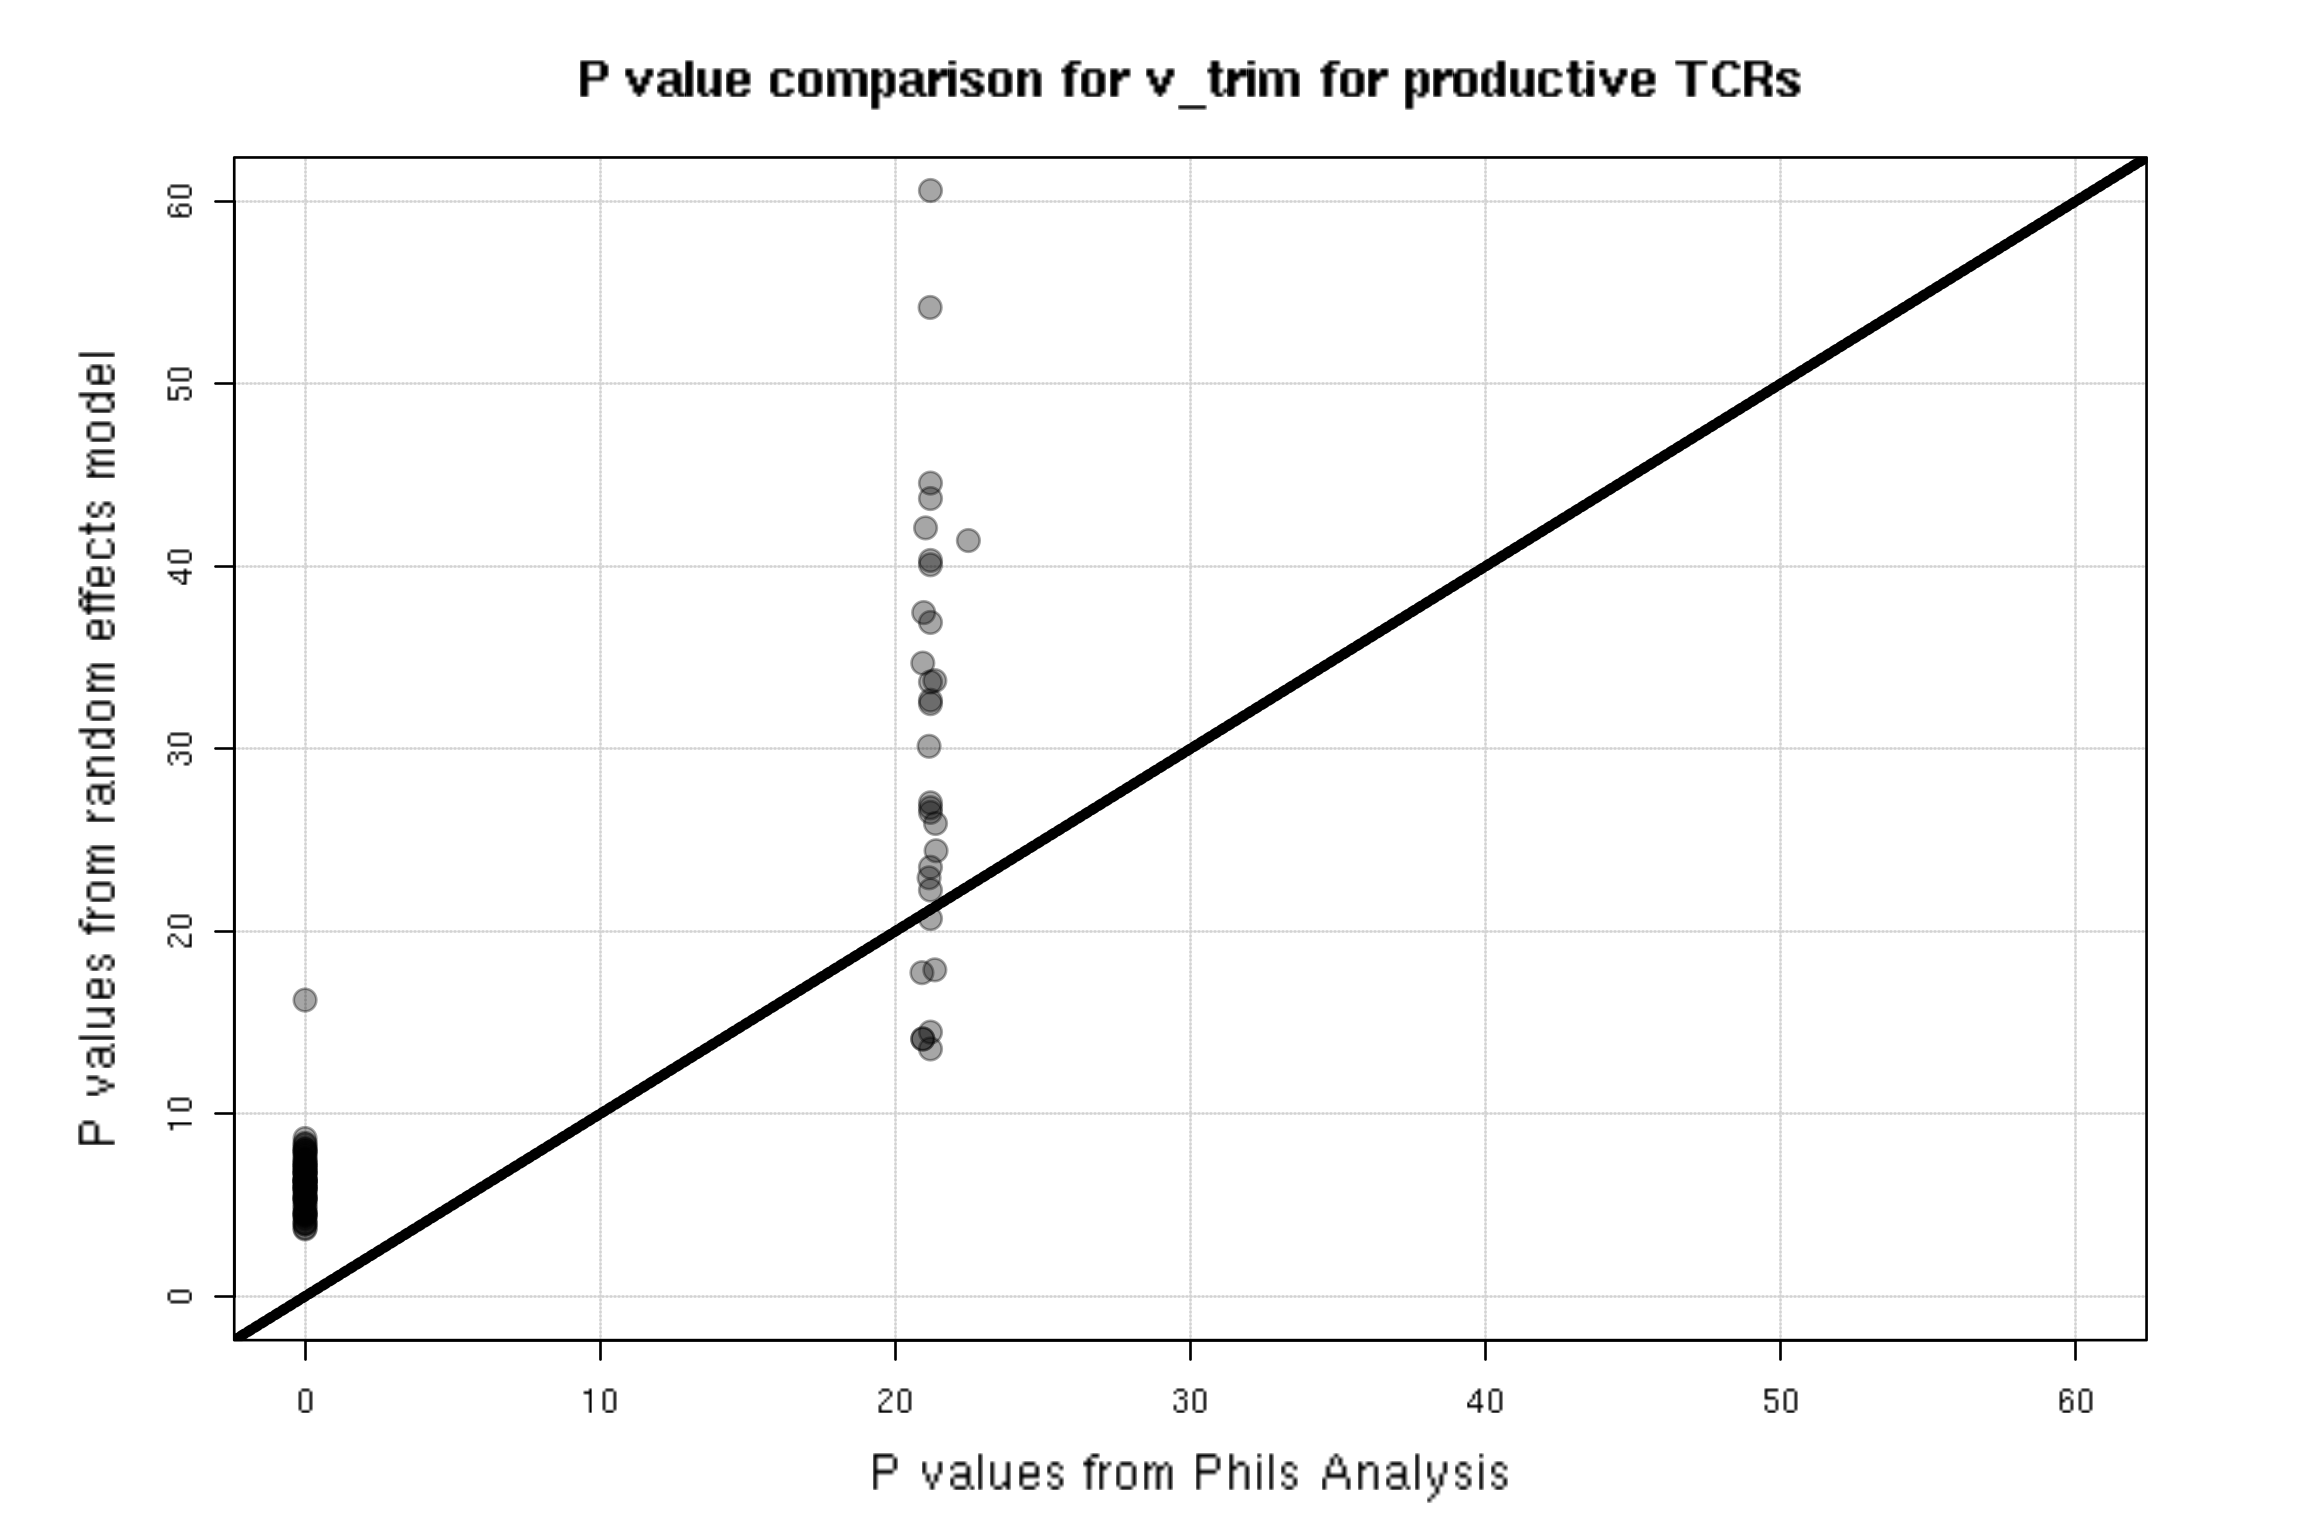 P value comparison for v_trim for productive TCRs
P values from random effects model
60
50
40
30
20
10
0
0 10 20 30 40 50 60
P values from Phils Analysis